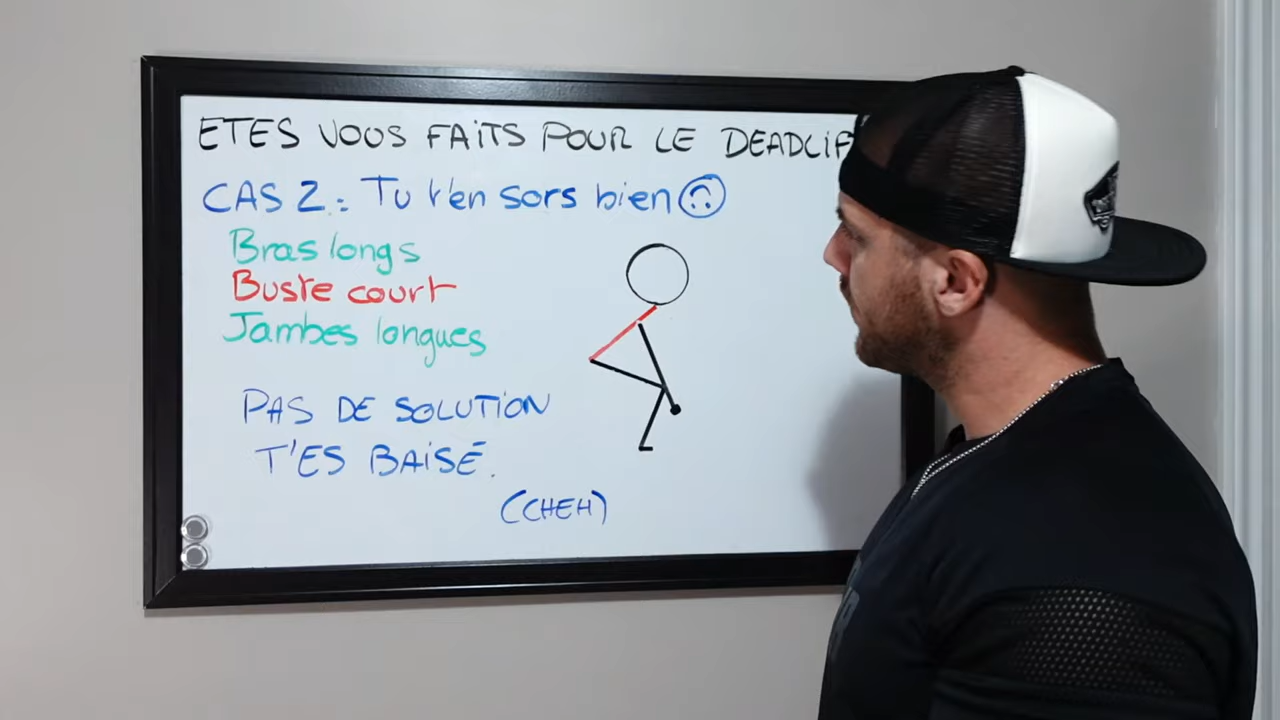 ETES VOUS FAITS POUR LE DEADLIF
CAS 2 : Tu t'en sors bien
Bras longs
Buste court
Jambes longues
PAS DE SOLUTION
T'ES BAISÉ.
(CHEH)